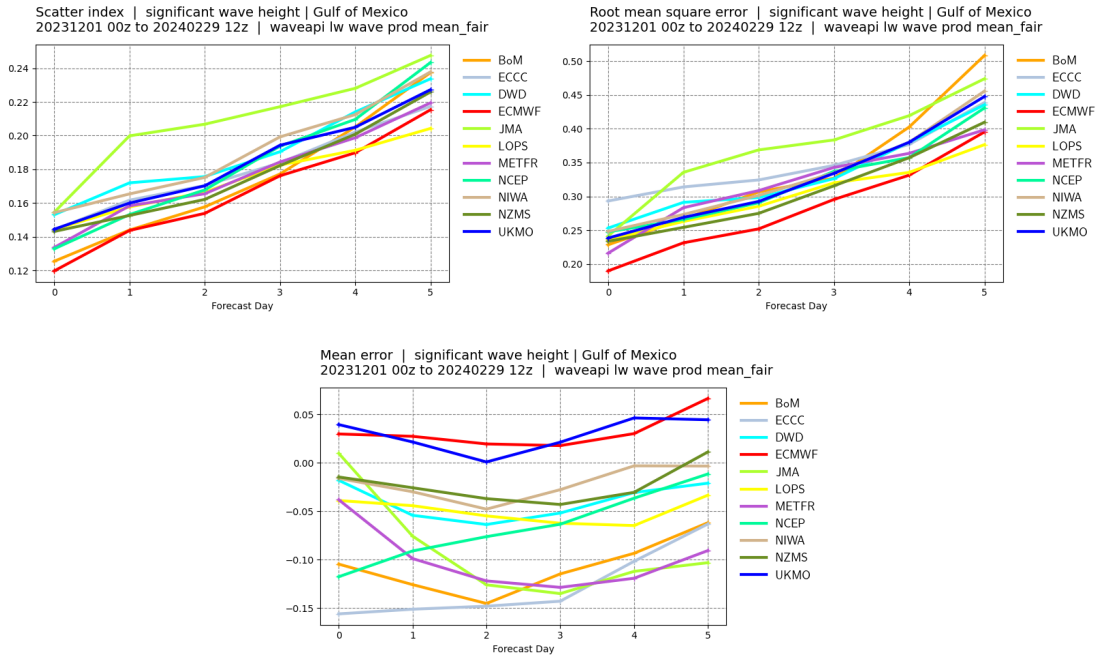 Scatter index | significant wave height | Gulf of Mexico
20231201 00z to 20240229 12z | waveapi lw wave prod mean_fair
0.24
0.22
0.20
0.18
0.16
0.14
0.12
0 1 2 3 4 5
Forecast Day
BoM
ECCC
DWD
ECMWF
JMA
LOPS
METFR
NCEP
NIWA
NZMS
UKMO
Root mean square error | significant wave height | Gulf of Mexico
20231201 00z to 20240229 12z | waveapi lw wave prod mean_fair
0.50
0.45
0.40
0.35
0.30
0.25
0.20
0 1 2 3 4 5
Forecast Day
BoM
ECCC
DWD
ECMWF
JMA
LOPS
METFR
NCEP
NIWA
NZMS
UKMO
Mean error | significant wave height | Gulf of Mexico
20231201 00z to 20240229 12z | waveapi lw wave prod mean_fair
0.05
0.00
−0.05
−0.10
−0.15
0 1 2 3 4 5
Forecast Day
BoM
ECCC
DWD
ECMWF
JMA
LOPS
METFR
NCEP
NIWA
NZMS
UKMO